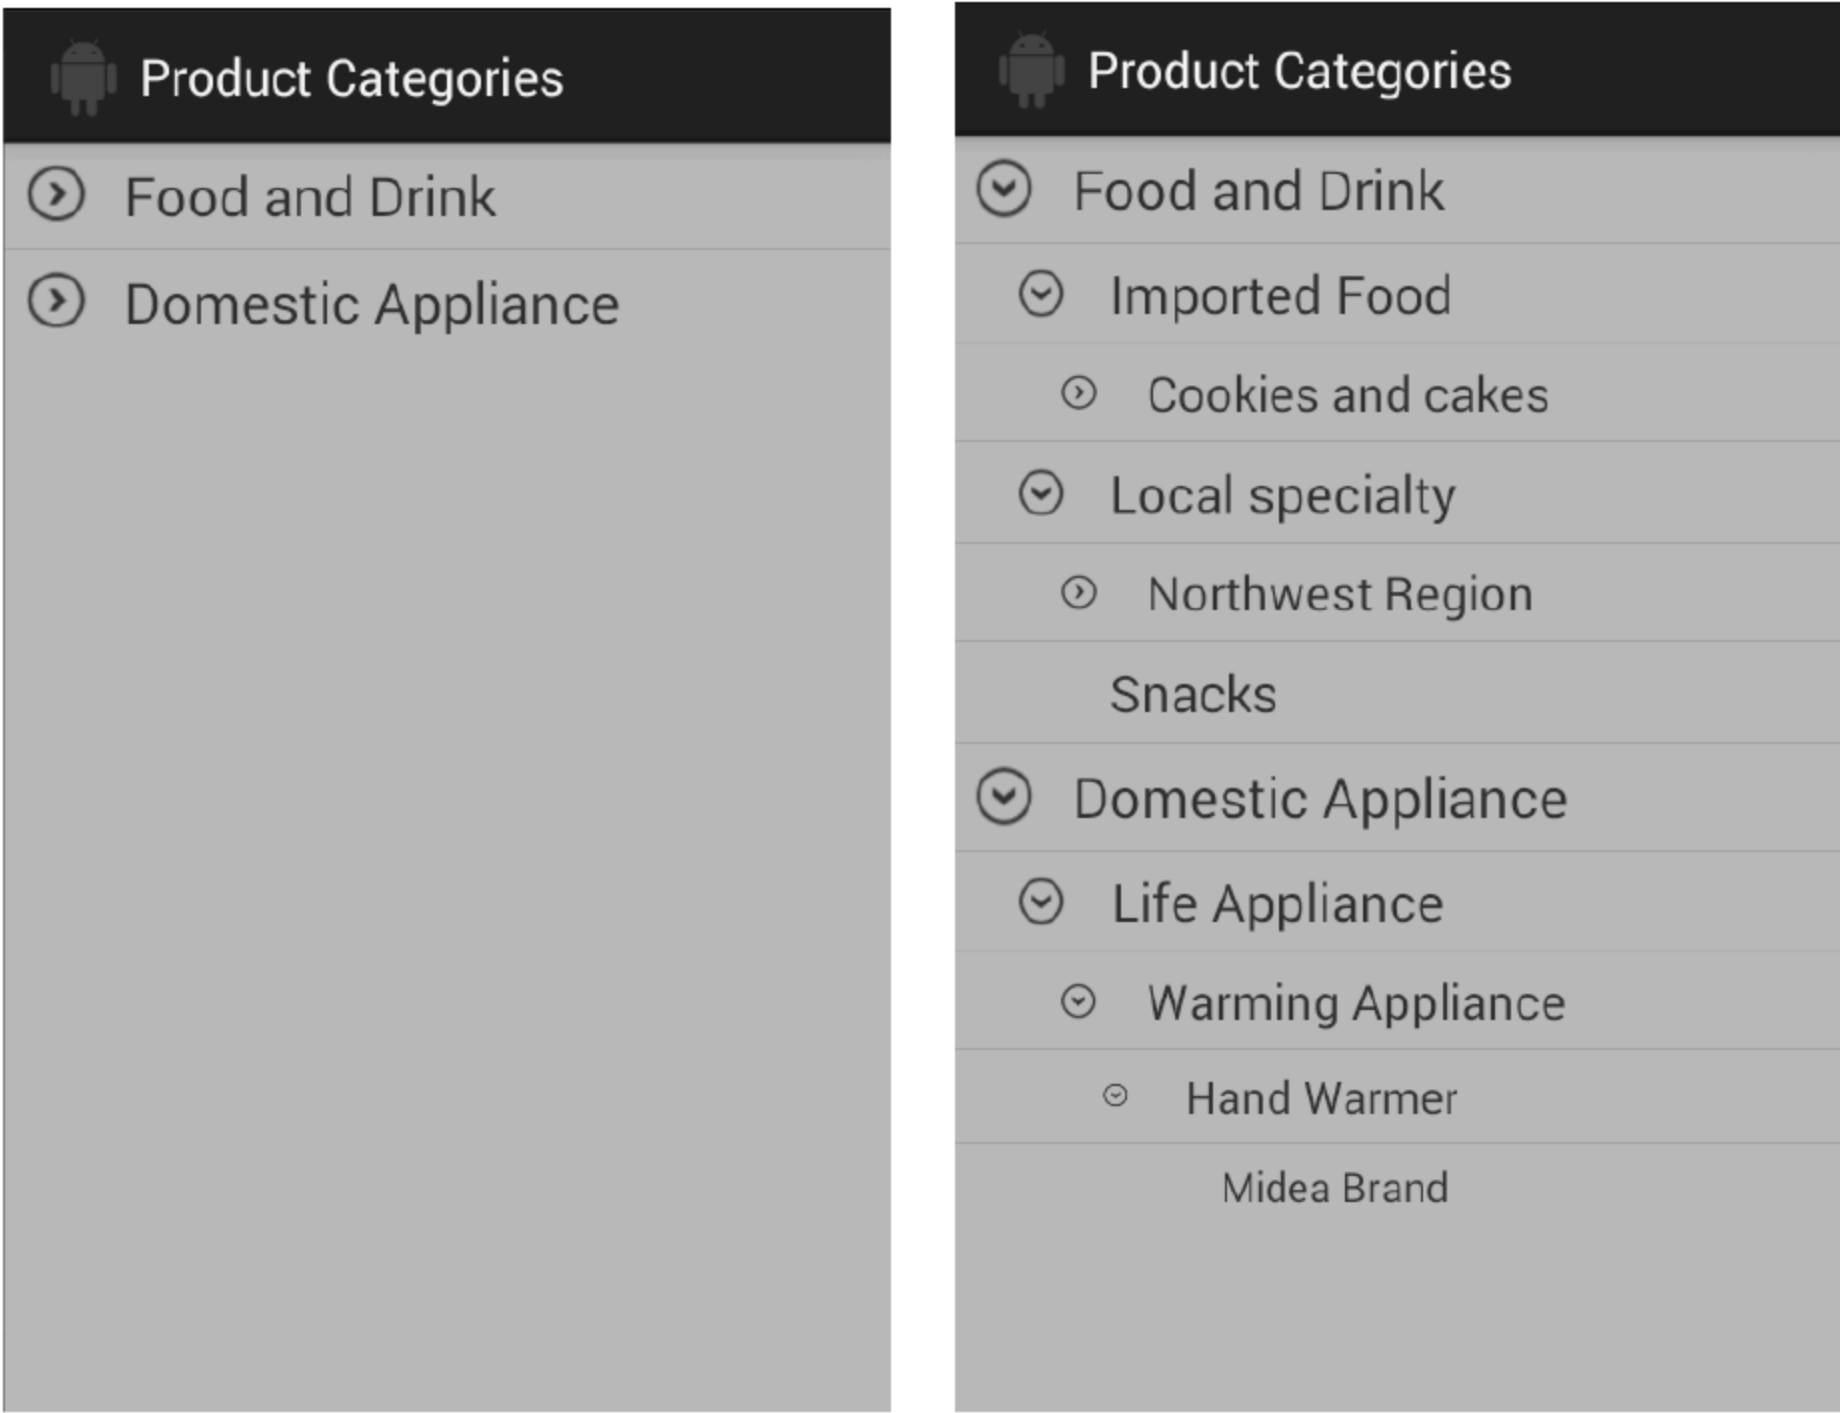 Product Categories
Food and Drink
Domestic Appliance
Product Categories
Food and Drink
Imported Food
Cookies and cakes
Local specialty
Northwest Region
Snacks
Domestic Appliance
Life Appliance
Warming Appliance
Hand Warmer
Midea Brand